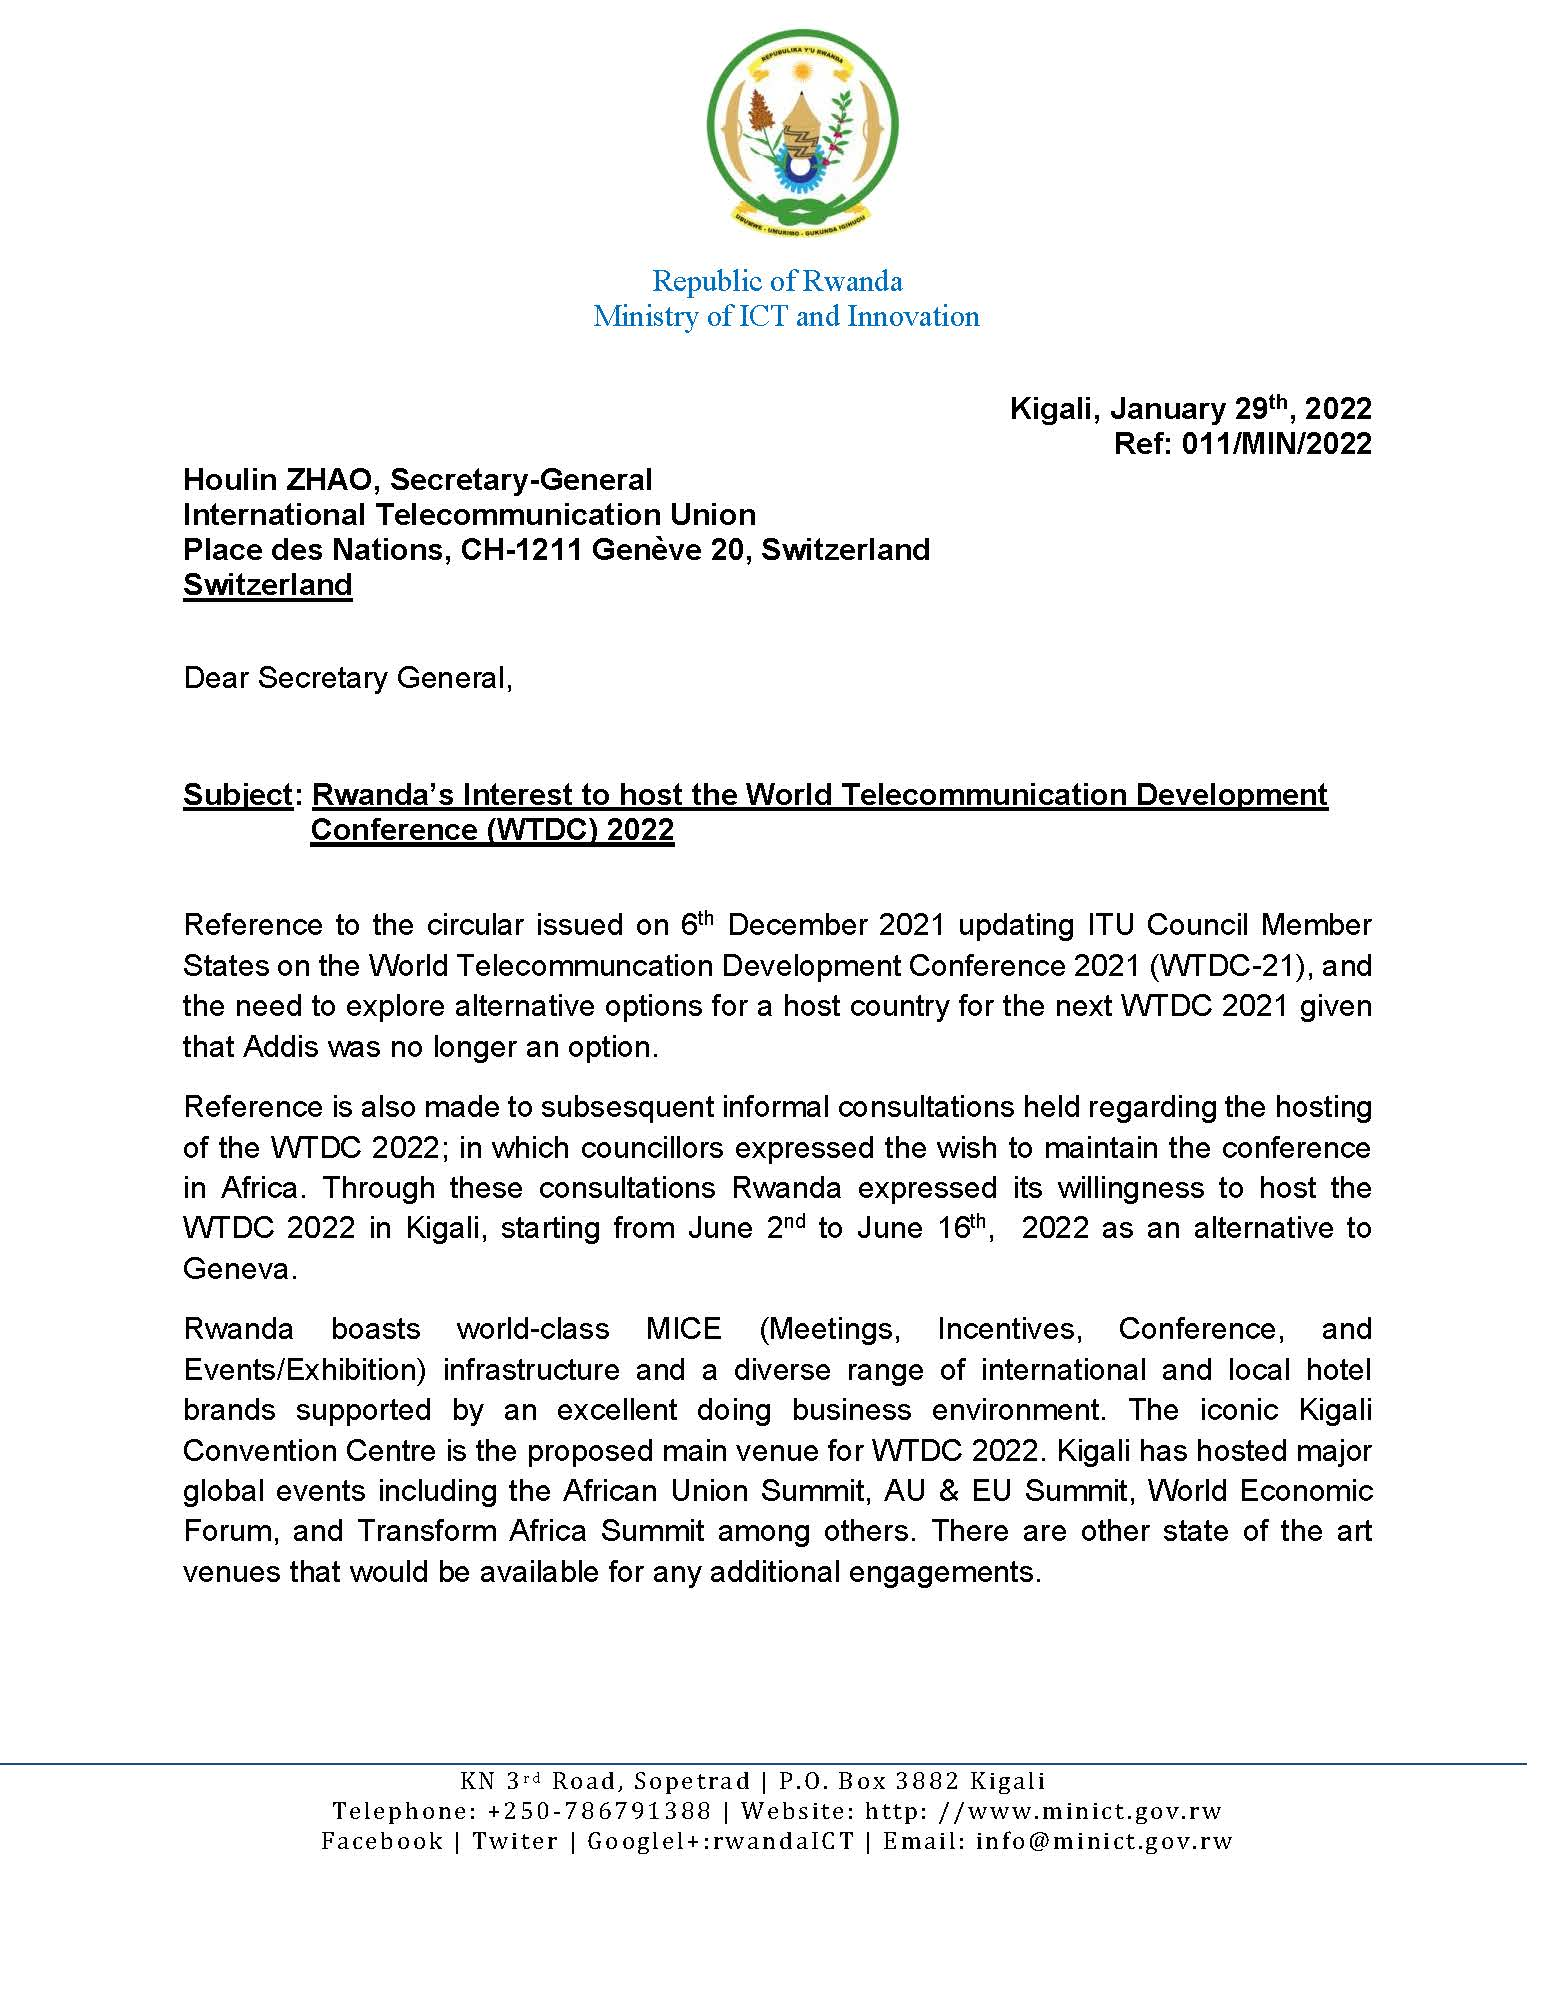 REPUBULIKA Y'U RWANDA
UBUMWE - UMURIMO - GUKUNDA IGIHUGU
Republic of Rwanda
Ministry of ICT and Innovation
Kigali, January 29th, 2022
Ref: 011/MIN/2022
Houlin ZHAO, Secretary-General
International Telecommunication Union
Place des Nations, CH-1211 Genève 20, Switzerland
Switzerland
Dear Secretary General,
Subject: Rwanda’s Interest to host the World Telecommunication Development
Conference (WTDC) 2022
Reference to the circular issued on 6th December 2021 updating ITU Council Member
States on the World Telecommuncation Development Conference 2021 (WTDC-21), and
the need to explore alternative options for a host country for the next WTDC 2021 given
that Addis was no longer an option.
Reference is also made to subsesquent informal consultations held regarding the hosting
of the WTDC 2022; in which councillors expressed the wish to maintain the conference
in Africa. Through these consultations Rwanda expressed its willingness to host the
WTDC 2022 in Kigali, starting from June 2nd to June 16th, 2022 as an alternative to
Geneva.
Rwanda boasts world-class MICE (Meetings, Incentives, Conference, and
Events/Exhibition) infrastructure and a diverse range of international and local hotel
brands supported by an excellent doing business environment. The iconic Kigali
Convention Centre is the proposed main venue for WTDC 2022. Kigali has hosted major
global events including the African Union Summit, AU & EU Summit, World Economic
Forum, and Transform Africa Summit among others. There are other state of the art
venues that would be available for any additional engagements.
KN 3rd Road, Sopetrad | P.O. Box 3882 Kigali
Telephone: +250-786791388 | Website: http: //www.minict.gov.rw
Facebook | Twiter | Googlel+:rwandaICT | Email: info@minict.gov.rw